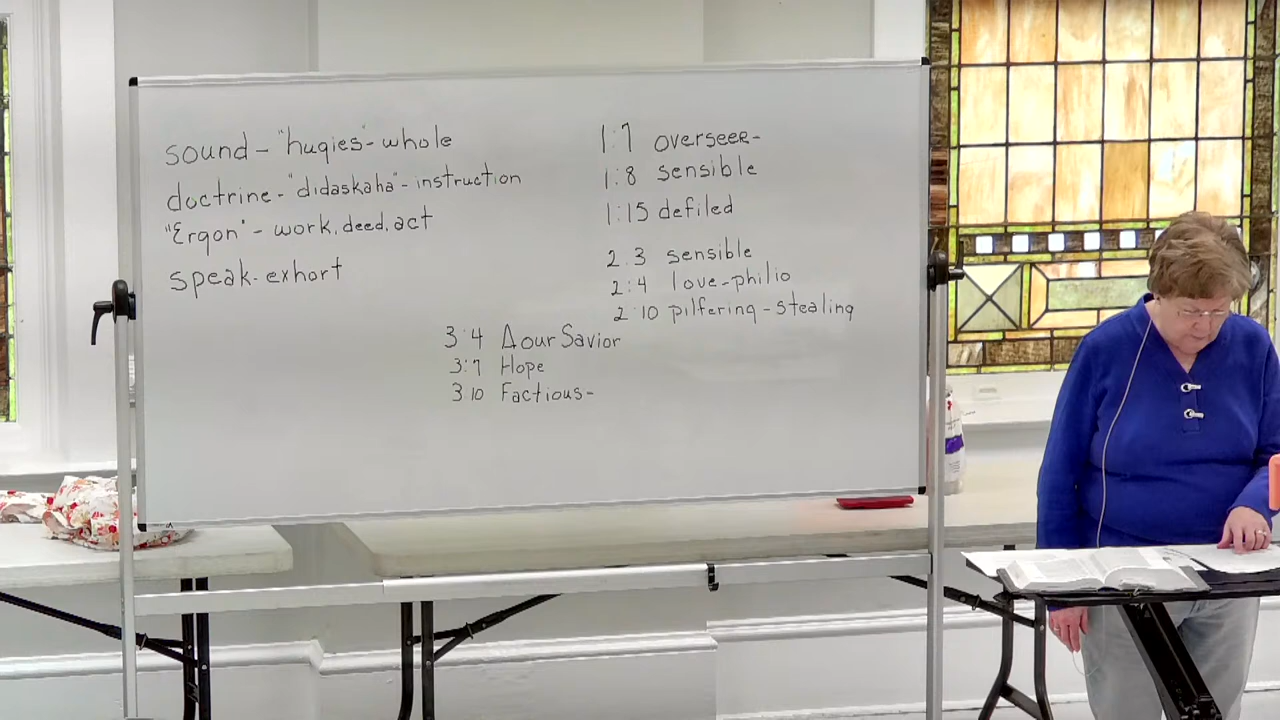 sound - "hugies" - whole
doctrine - "didaskaha" - instruction
"Ergon" - work, deed, act
speak - exhort
1:7 overseer -
1:8 sensible
1:15 defiled
2:3 sensible
2:4 love - philio
2:10 pilfering - stealing
3:4 our Savior
3:7 Hope
3:10 Factious -